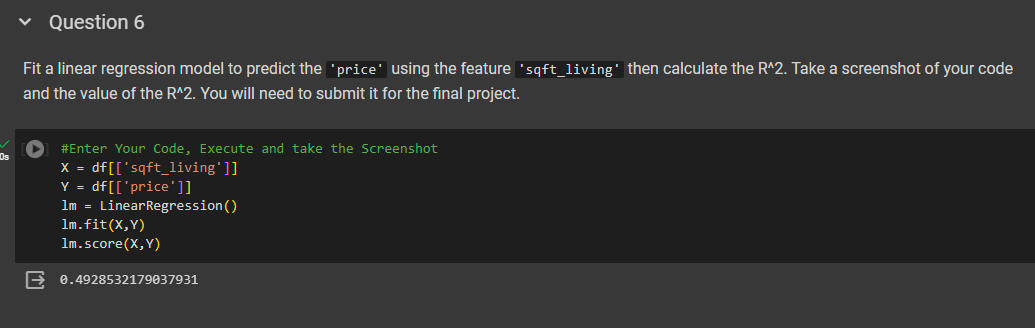 Question 6
Fit a linear regression model to predict the 'price' using the feature 'sqft_living' then calculate the R^2. Take a screenshot of your code
and the value of the R^2. You will need to submit it for the final project.
0s
#Enter Your Code, Execute and take the Screenshot
X = df[['sqft_living']]
Y = df[['price']]
lm = LinearRegression()
lm.fit(X,Y)
lm.score(X,Y)
0.4928532179037931